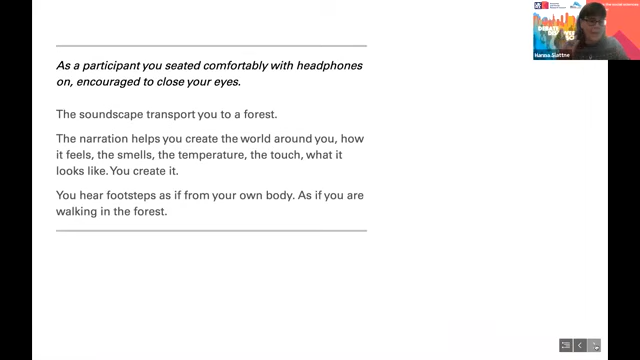 As a participant you seated comfortably with headphones
on, encouraged to close your eyes.
The soundscape transport you to a forest.
The narration helps you create the world around you, how
it feels, the smells, the temperature, the touch, what it
looks like. You create it.
You hear footsteps as if from your own body. As if you are
walking in the forest.
Hanna Slattne